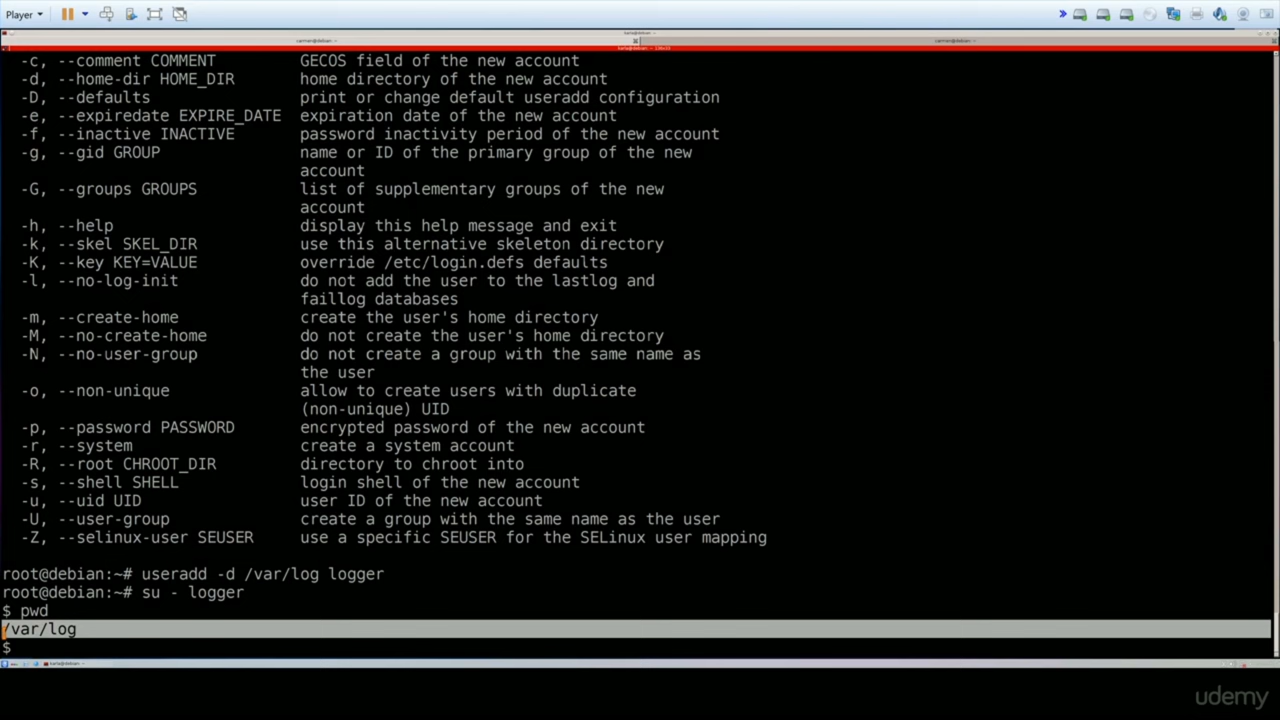 Player
karla@debian: ~
carmen@debian: ~
carmen@debian: ~
-c, --comment COMMENT GECOS field of the new account
-d, --home-dir HOME_DIR home directory of the new account
-D, --defaults print or change default useradd configuration
-e, --expiredate EXPIRE_DATE expiration date of the new account
-f, --inactive INACTIVE password inactivity period of the new account
-g, --gid GROUP name or ID of the primary group of the new
account
-G, --groups GROUPS list of supplementary groups of the new
account
-h, --help display this help message and exit
-k, --skel SKEL_DIR use this alternative skeleton directory
-K, --key KEY=VALUE override /etc/login.defs defaults
-l, --no-log-init do not add the user to the lastlog and
faillog databases
-m, --create-home create the user's home directory
-M, --no-create-home do not create the user's home directory
-N, --no-user-group do not create a group with the same name as
the user
-o, --non-unique allow to create users with duplicate
(non-unique) UID
-p, --password PASSWORD encrypted password of the new account
-r, --system create a system account
-R, --root CHROOT_DIR directory to chroot into
-s, --shell SHELL login shell of the new account
-u, --uid UID user ID of the new account
-U, --user-group create a group with the same name as the user
-Z, --selinux-user SEUSER use a specific SEUSER for the SELinux user mapping
root@debian:~# useradd -d /var/log logger
root@debian:~# su - logger
$ pwd
/var/log
$
karla@debian: ~
udemy